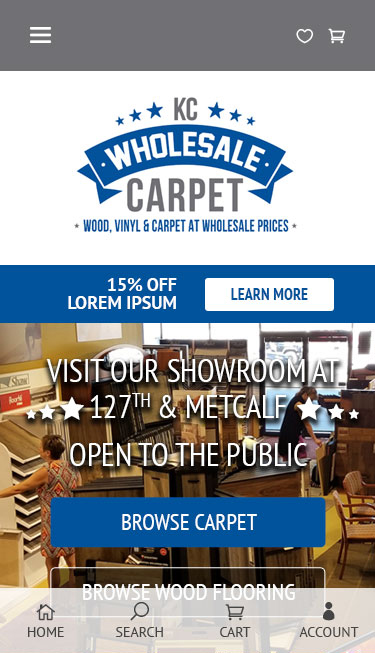 KC
WHOLESALE
CARPET
WOOD, VINYL & CARPET AT WHOLESALE PRICES
15% OFF
LOREM IPSUM
LEARN MORE
VISIT OUR SHOWROOM AT
127TH & METCALF
OPEN TO THE PUBLIC
BROWSE CARPET
BROWSE WOOD FLOORING
HOME
SEARCH
CART
ACCOUNT